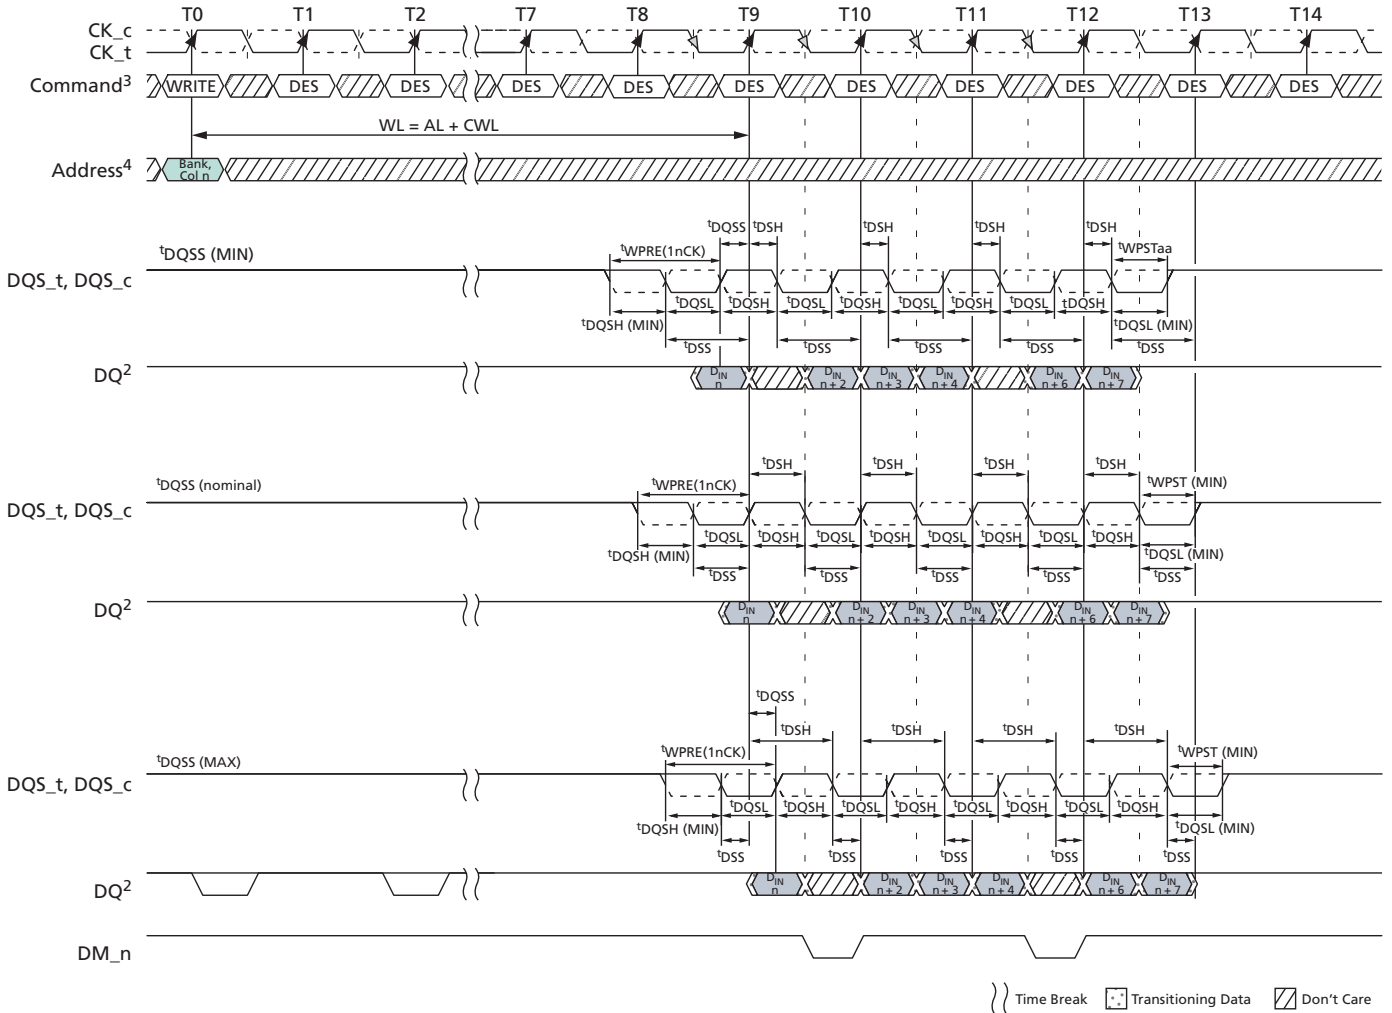 T0 T1 T2 T7 T8 T9 T10 T11 T12 T13 T14
CK_c
CK_t
Command3 WRITE DES DES DES DES DES DES DES DES DES DES
WL = AL + CWL
Address4 Bank, Col n
tDQSS tDSH tDSH tDSH tDSH
tDQSS (MIN) tWPRE(1nCK) tWPSTaa
DQS_t, DQS_c
tDQSL tDQSH tDQSL tDQSH tDQSL tDQSH tDQSL tDQSH
tDQSH (MIN) tDQSL (MIN)
tDSS tDSS tDSS tDSS tDSS
DQ2 DIN n DIN n + 2 DIN n + 3 DIN n + 4 DIN n + 6 DIN n + 7
tDSH tDSH tDSH tDSH
tDQSS (nominal) tWPRE(1nCK) tWPST (MIN)
DQS_t, DQS_c
tDQSL tDQSH tDQSL tDQSH tDQSL tDQSH tDQSL tDQSH
tDQSH (MIN) tDQSL (MIN)
tDSS tDSS tDSS tDSS tDSS
DQ2 DIN n DIN n + 2 DIN n + 3 DIN n + 4 DIN n + 6 DIN n + 7
tDQSS
tDSH tDSH tDSH tDSH
tDQSS (MAX) tWPRE(1nCK) tWPST (MIN)
DQS_t, DQS_c
tDQSL tDQSH tDQSL tDQSH tDQSL tDQSH tDQSL tDQSH
tDQSH (MIN) tDQSL (MIN)
tDSS tDSS tDSS tDSS tDSS
DQ2 DIN n DIN n + 2 DIN n + 3 DIN n + 4 DIN n + 6 DIN n + 7
DM_n
Time Break Transitioning Data Don't Care